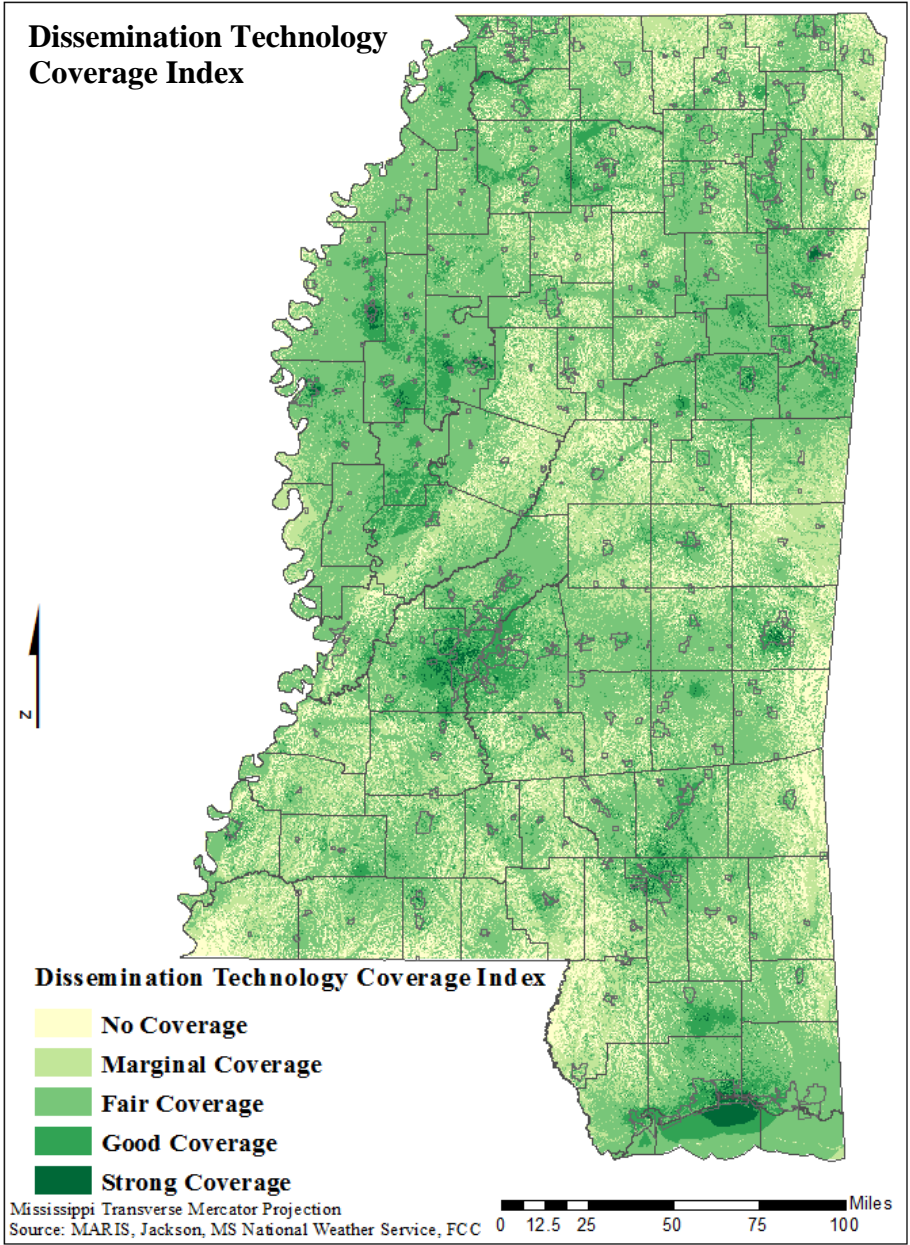 Dissemination Technology
Coverage Index
N
Dissemination Technology Coverage Index
No Coverage
Marginal Coverage
Fair Coverage
Good Coverage
Strong Coverage
Mississippi Transverse Mercator Projection
Source: MARIS, Jackson, MS National Weather Service, FCC
Miles
0 12.5 25 50 75 100